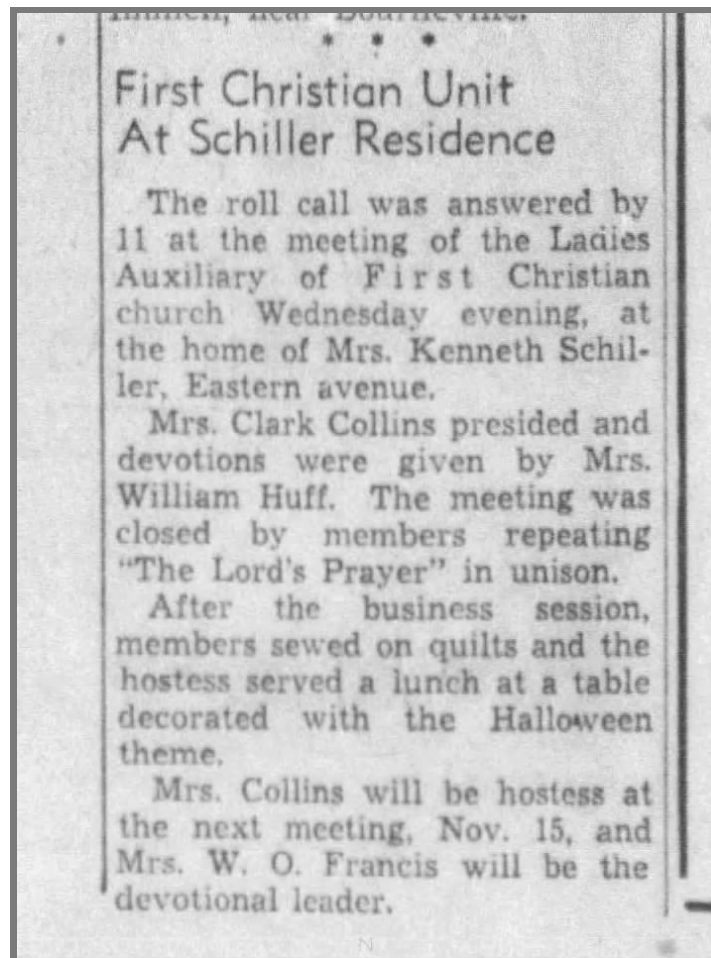 near Bourneville.
* * *
First Christian Unit
At Schiller Residence
The roll call was answered by
11 at the meeting of the Ladies
Auxiliary of First Christian
church Wednesday evening, at
the home of Mrs. Kenneth Schil-
ler, Eastern avenue.
Mrs. Clark Collins presided and
devotions were given by Mrs.
William Huff. The meeting was
closed by members repeating
"The Lord's Prayer" in unison.
After the business session,
members sewed on quilts and the
hostess served a lunch at a table
decorated with the Halloween
theme.
Mrs. Collins will be hostess at
the next meeting, Nov. 15, and
Mrs. W. O. Francis will be the
devotional leader.